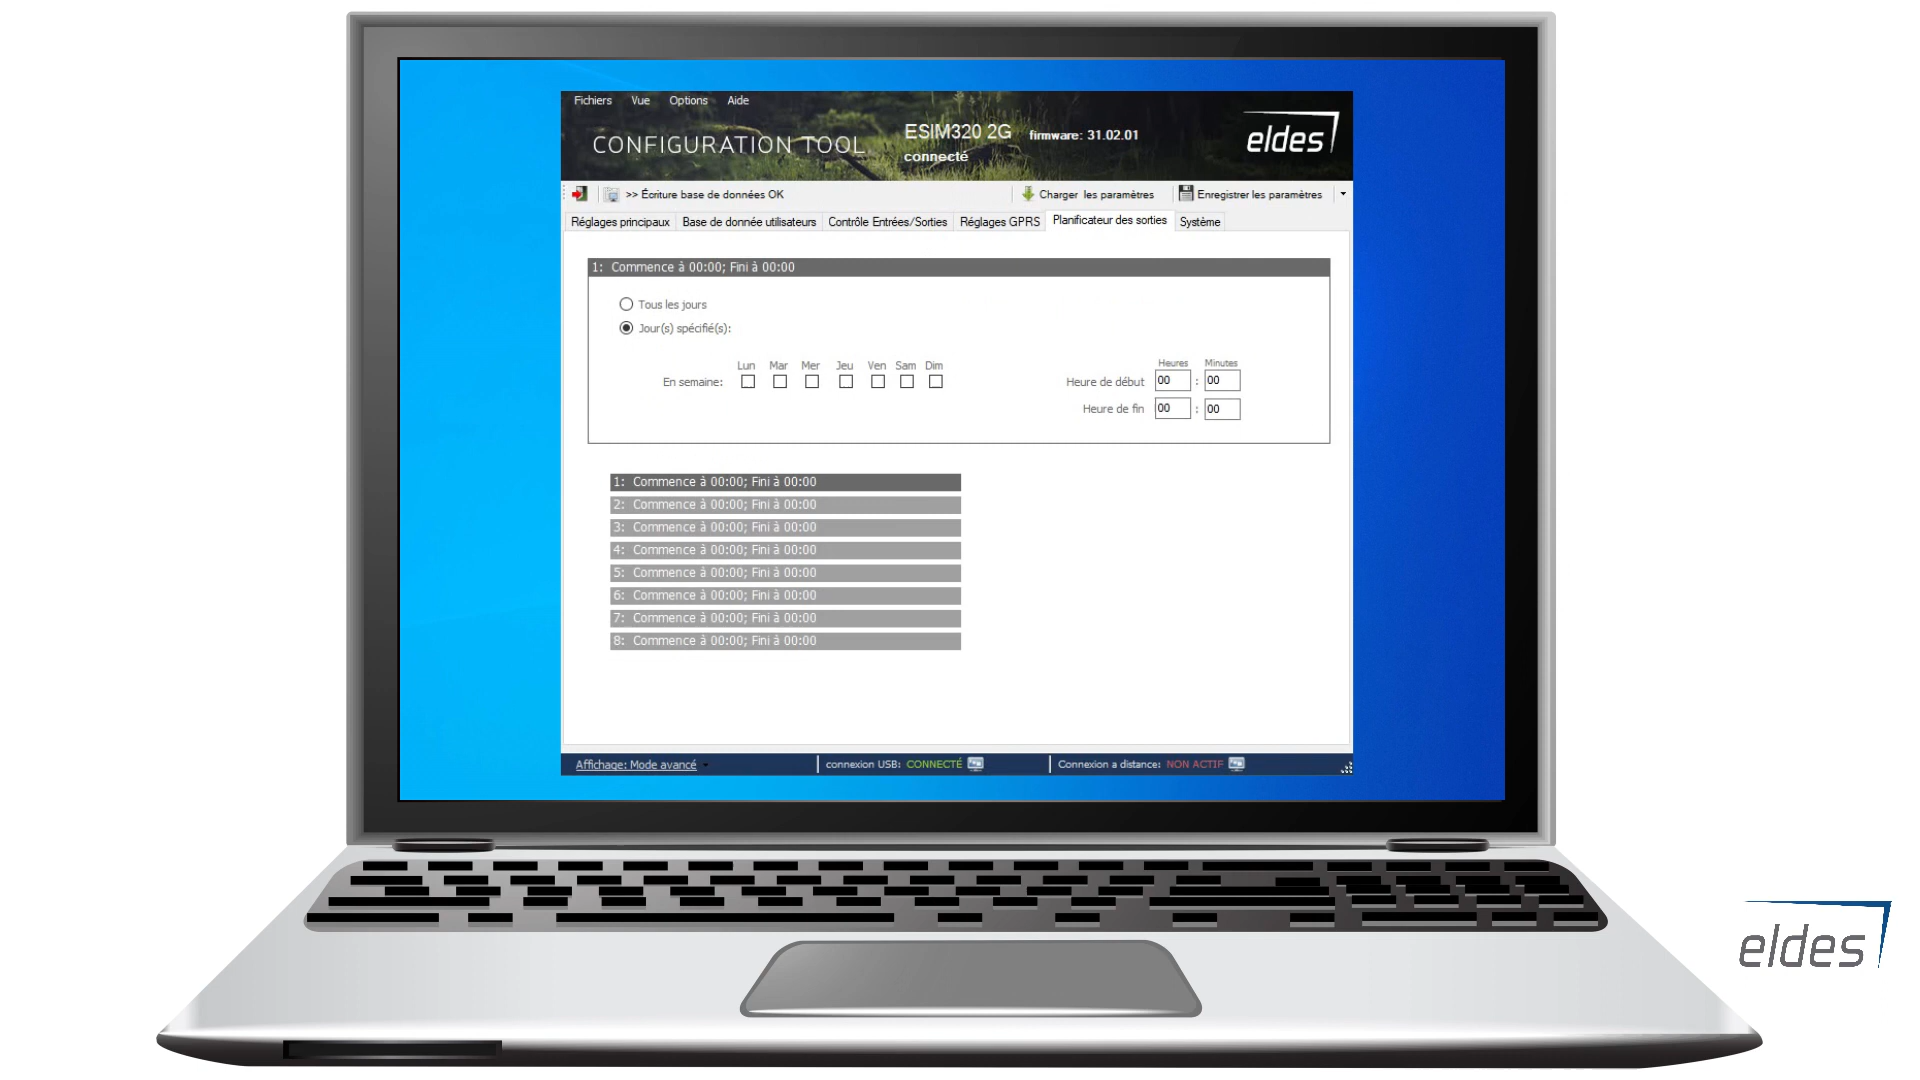 Fichiers Vue Options Aide
CONFIGURATION TOOL
ESIM320 2G firmware: 31.02.01
connecté
eldes
>> Écriture base de données OK
Charger les paramètres
Enregistrer les paramètres
Réglages principaux
Base de donnée utilisateurs
Contrôle Entrées/Sorties
Réglages GPRS
Planificateur des sorties
Système
1: Commence à 00:00; Fini à 00:00
Tous les jours
Jour(s) spécifié(s):
Lun Mar Mer Jeu Ven Sam Dim
En semaine:
Heures Minutes
Heure de début 00 : 00
Heure de fin 00 : 00
1: Commence à 00:00; Fini à 00:00
2: Commence à 00:00; Fini à 00:00
3: Commence à 00:00; Fini à 00:00
4: Commence à 00:00; Fini à 00:00
5: Commence à 00:00; Fini à 00:00
6: Commence à 00:00; Fini à 00:00
7: Commence à 00:00; Fini à 00:00
8: Commence à 00:00; Fini à 00:00
Affichage: Mode avancé
connexion USB: CONNECTÉ
Connexion a distance: NON ACTIF
eldes